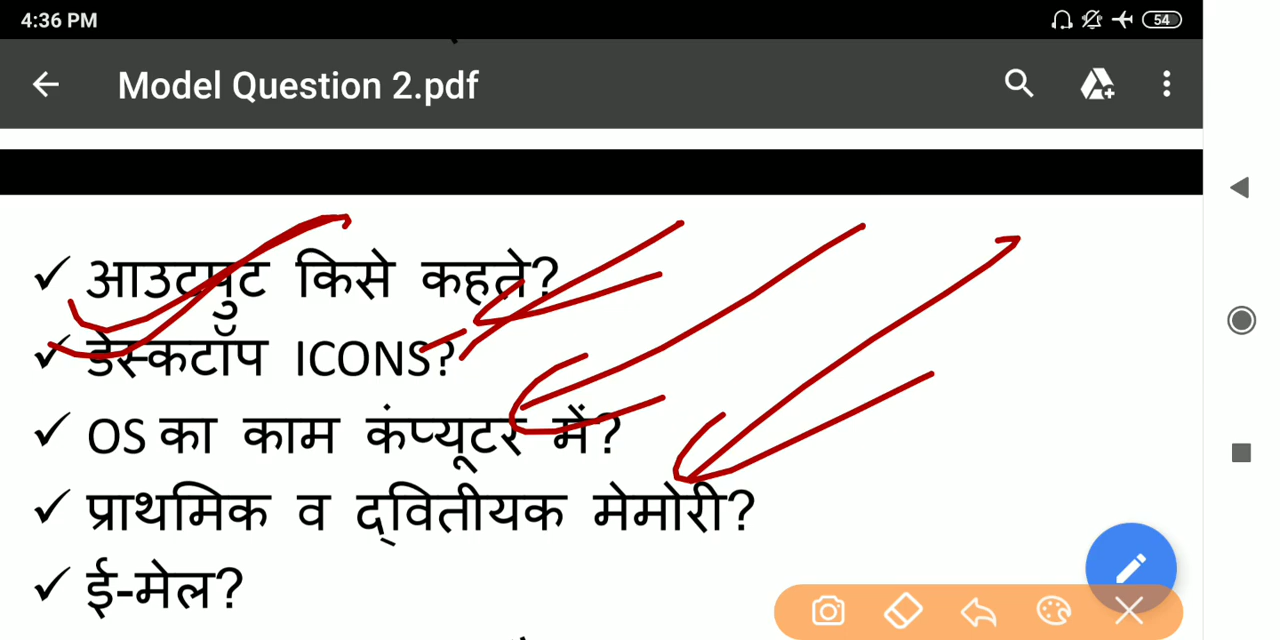 4:36 PM
54
Model Question 2.pdf
✓ आउटपुट किसे कहते?
✓ डेस्कटॉप ICONS?
✓ OS का काम कंप्यूटर में?
✓ प्राथमिक व द्वितीयक मेमोरी?
✓ ई-मेल?